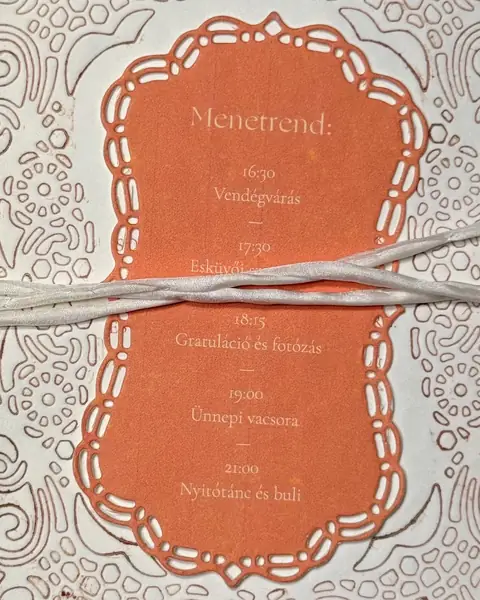 Menetrend:
16:30
Vendégvárás
—
17:30
Esküvői
18:15
Gratuláció és fotózás
—
19:00
Ünnepi vacsora
—
21:00
Nyitótánc és buli